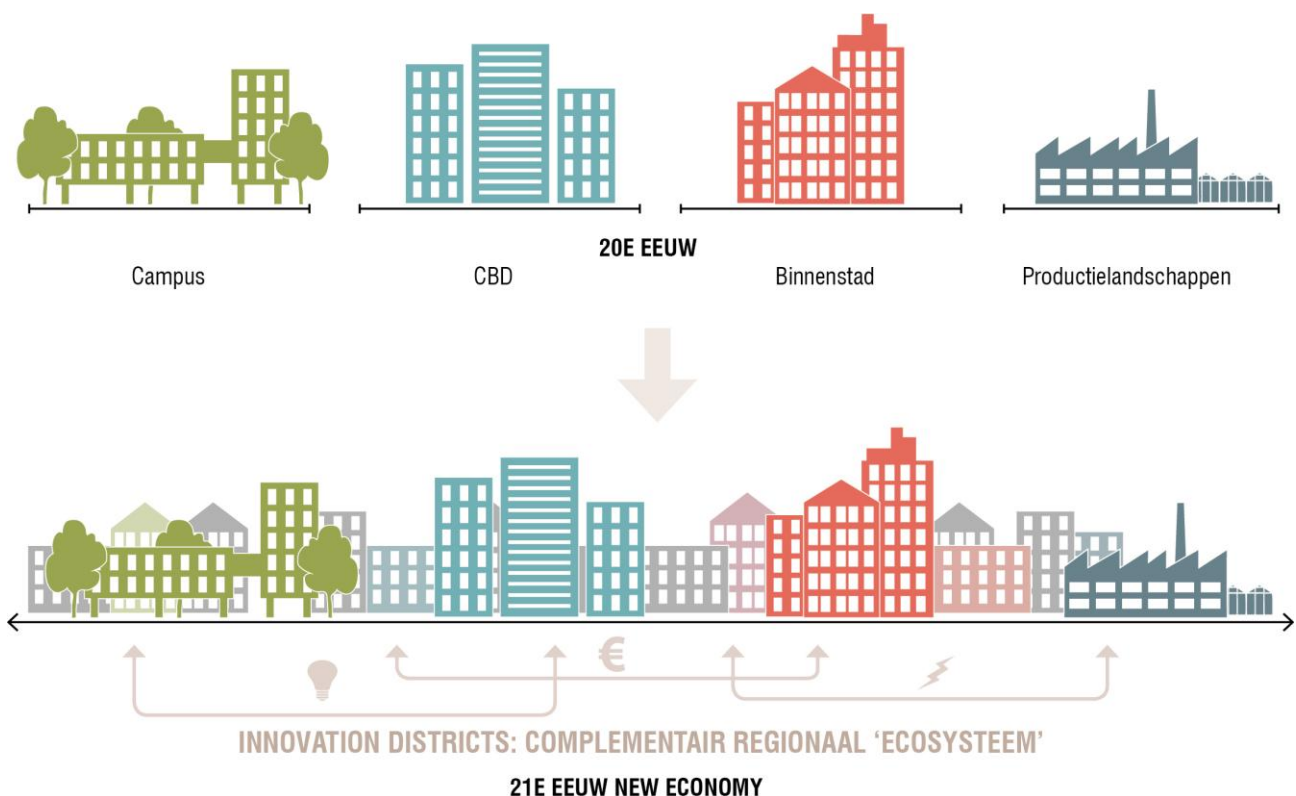 20E EEUW
Campus
CBD
Binnenstad
Productielandschappen
€
INNOVATION DISTRICTS: COMPLEMENTAIR REGIONAAL ‘ECOSYSTEEM’
21E EEUW NEW ECONOMY